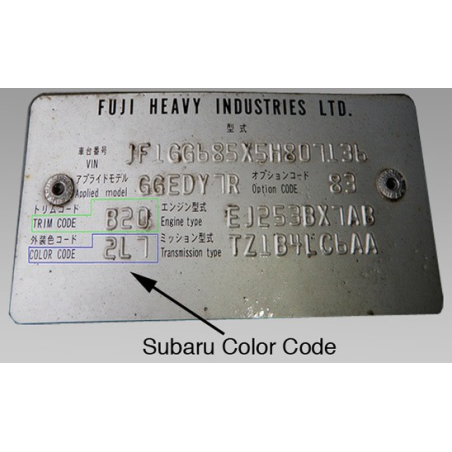 FUJI HEAVY INDUSTRIES LTD.
型式
車台番号 VIN JF1GG685X5H807136
アプライドモデル Applied model GGEDY7R オプションコード Option CODE 83
トリムコード TRIM CODE B20 エンジン型式 Engine type EJ253BX7AB
外装色コード COLOR CODE 2L7 ミッション型式 Transmission type TZ1B4LC6AA
Subaru Color Code